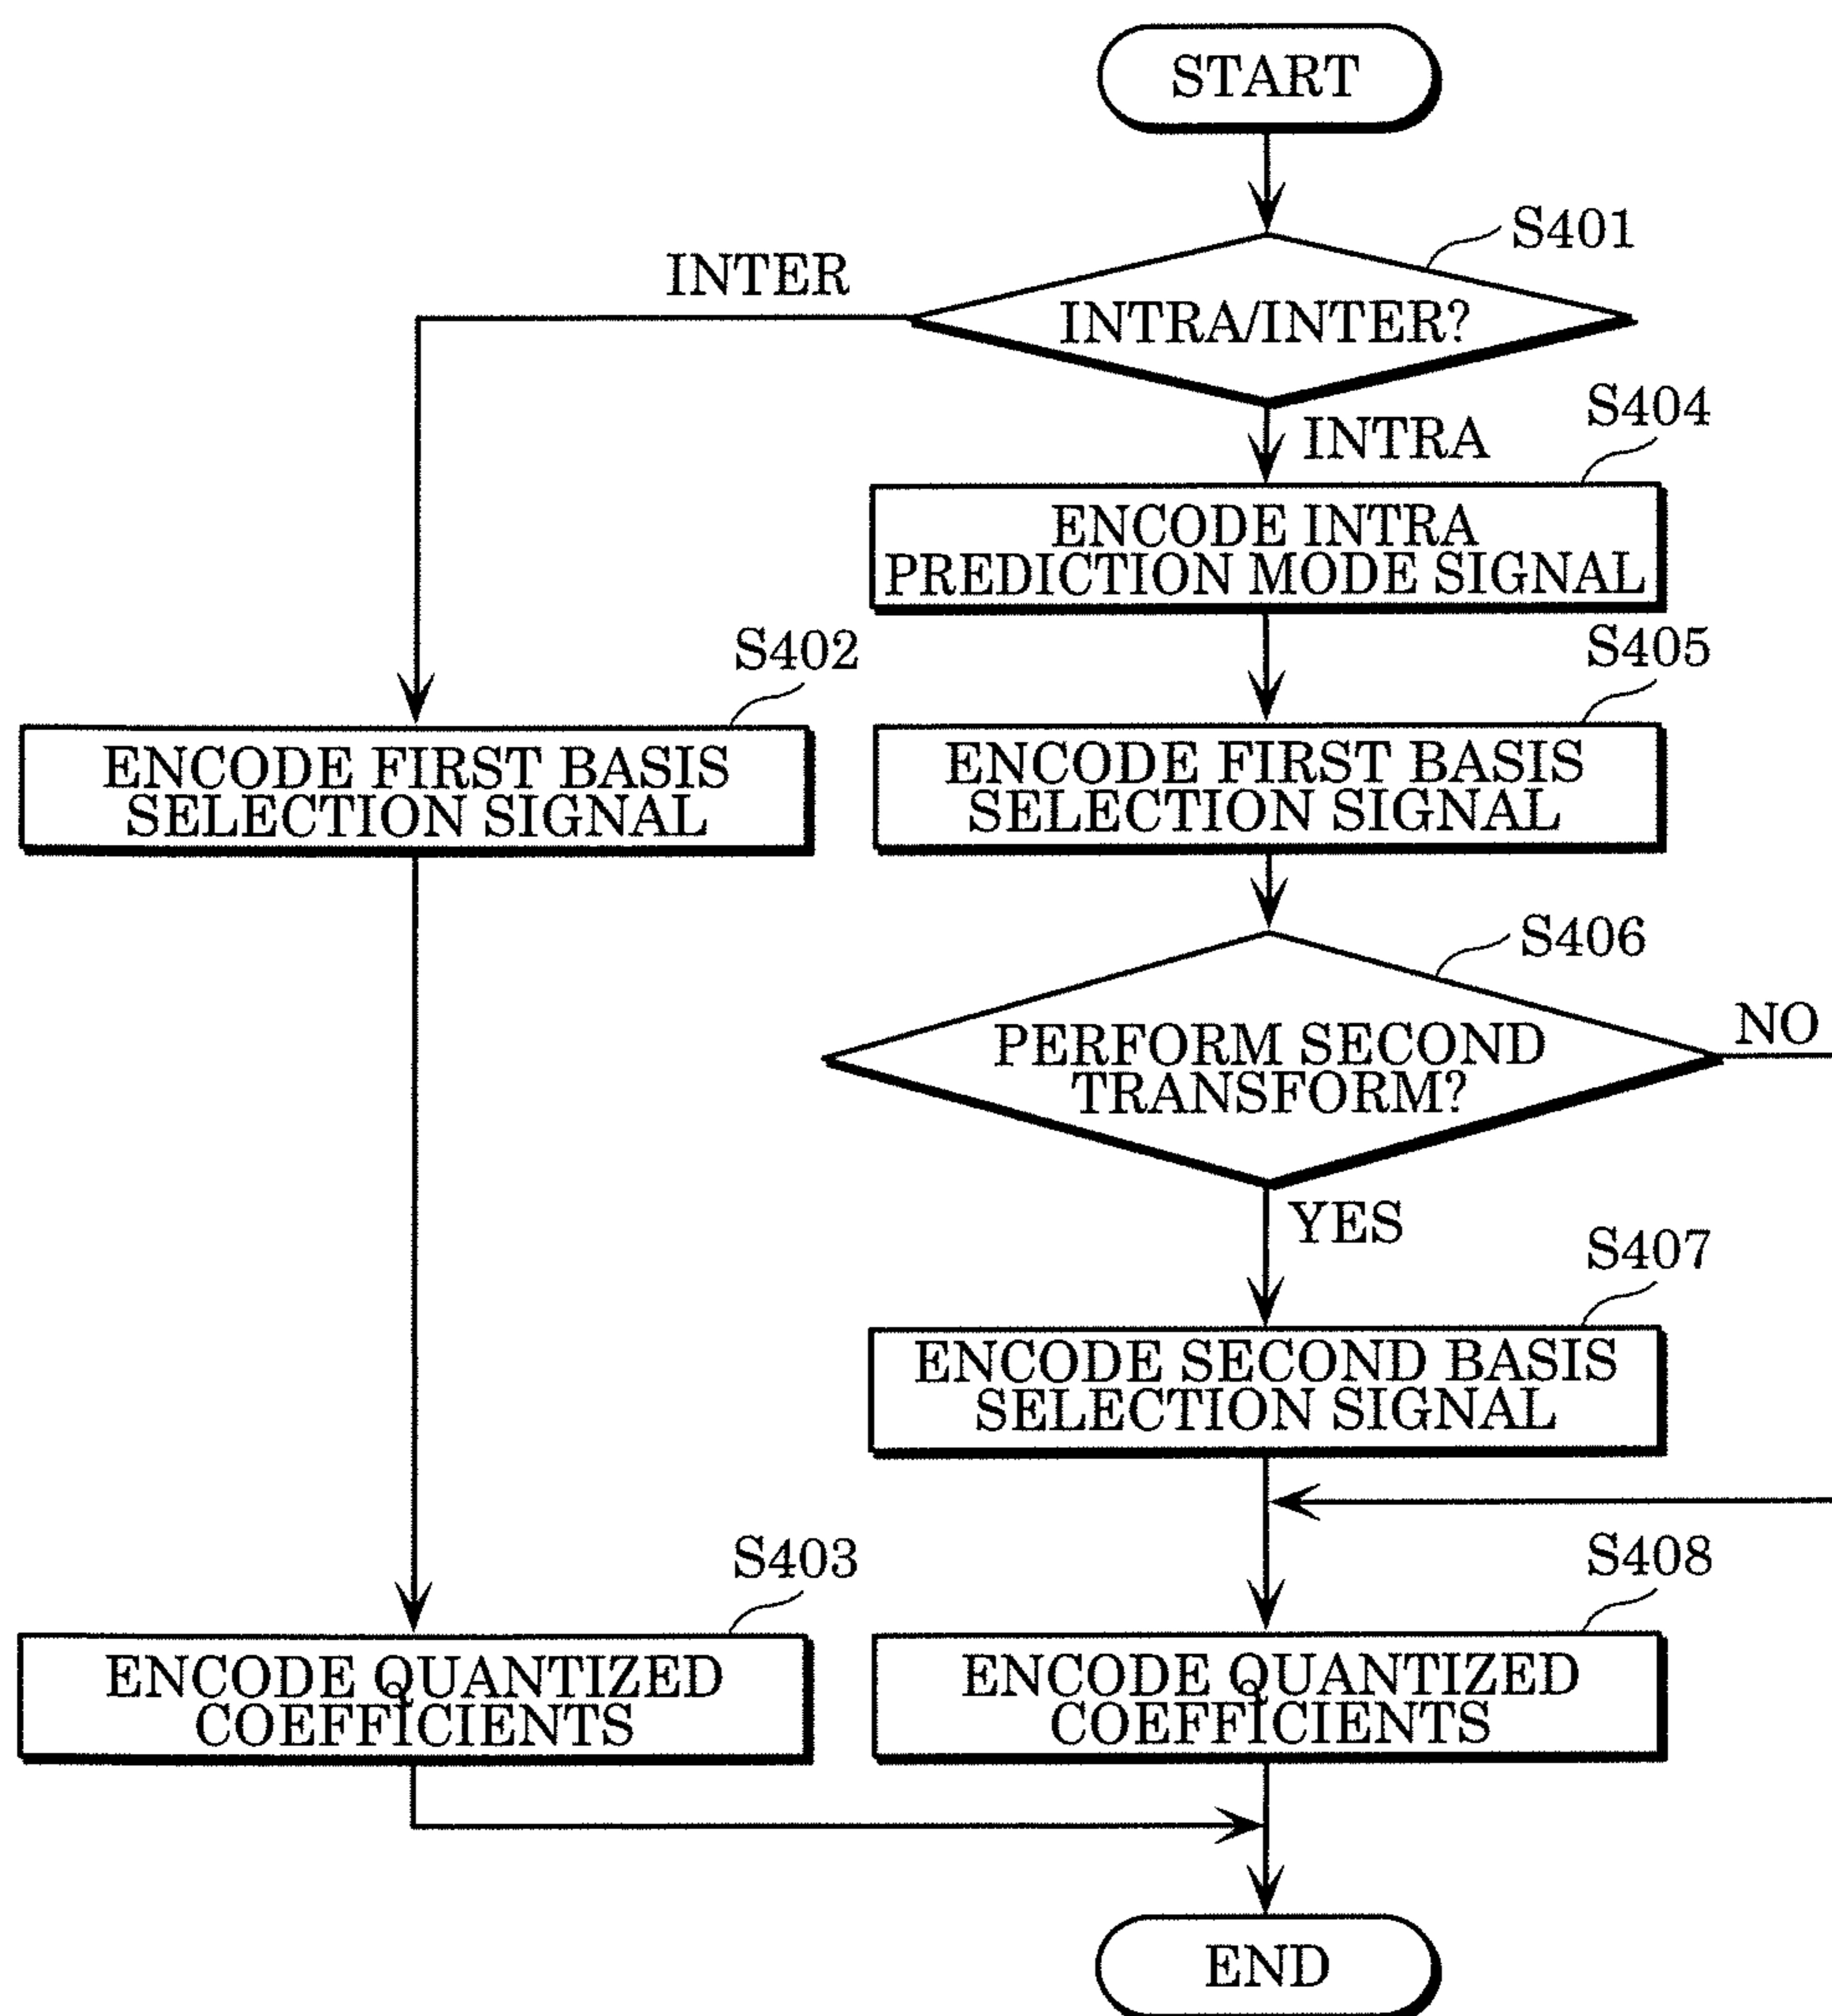 START
S401
INTER
INTRA/INTER?
S404
INTRA
ENCODE INTRA
PREDICTION MODE SIGNAL
S402
S405
ENCODE FIRST BASIS
SELECTION SIGNAL
ENCODE FIRST BASIS
SELECTION SIGNAL
S406
NO
PERFORM SECOND
TRANSFORM?
YES
S407
ENCODE SECOND BASIS
SELECTION SIGNAL
S403
S408
ENCODE QUANTIZED
COEFFICIENTS
ENCODE QUANTIZED
COEFFICIENTS
END